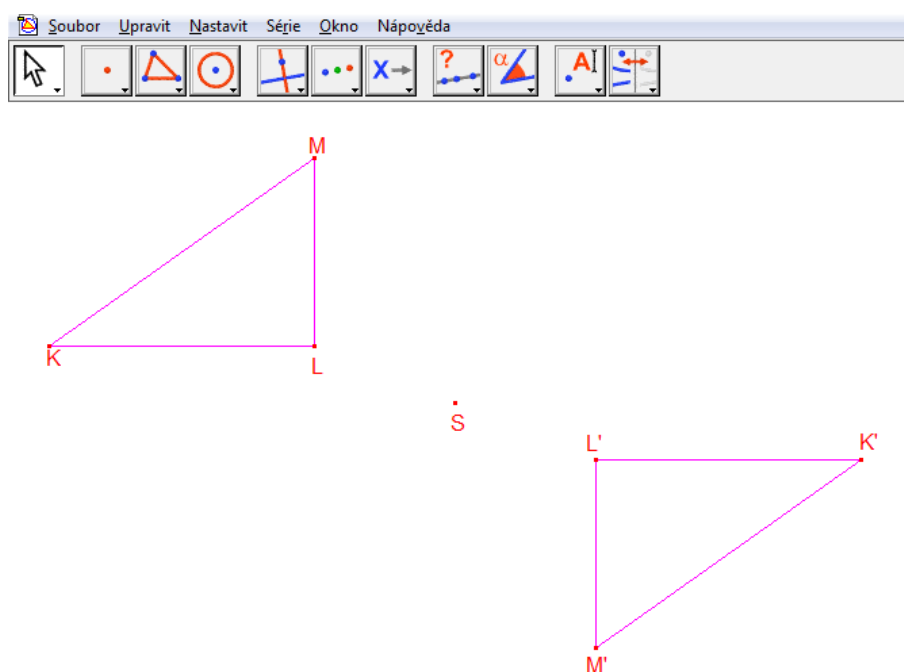 Soubor Upravit Nastavit Série Okno Nápověda
X ? α A
M
K
L
S
L' K'
M'